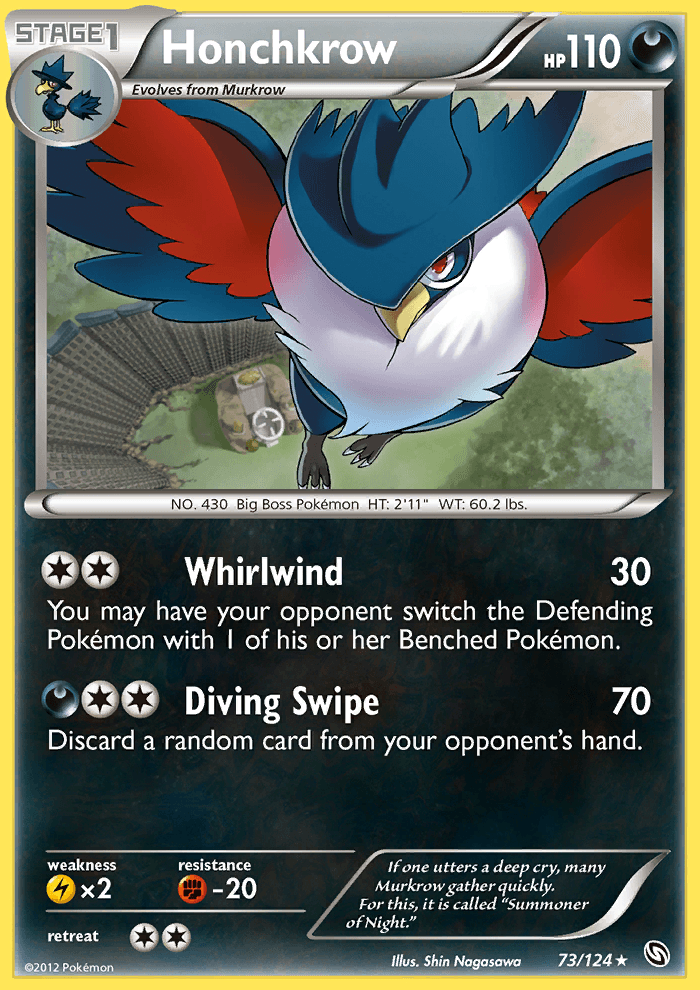 STAGE1
Honchkrow
HP110
Evolves from Murkrow
NO. 430 Big Boss Pokémon HT: 2'11" WT: 60.2 lbs.
Whirlwind 30
You may have your opponent switch the Defending
Pokémon with 1 of his or her Benched Pokémon.
Diving Swipe 70
Discard a random card from your opponent's hand.
weakness
×2
resistance
-20
retreat
If one utters a deep cry, many
Murkrow gather quickly.
For this, it is called "Summoner
of Night."
©2012 Pokémon
Illus. Shin Nagasawa
73/124★